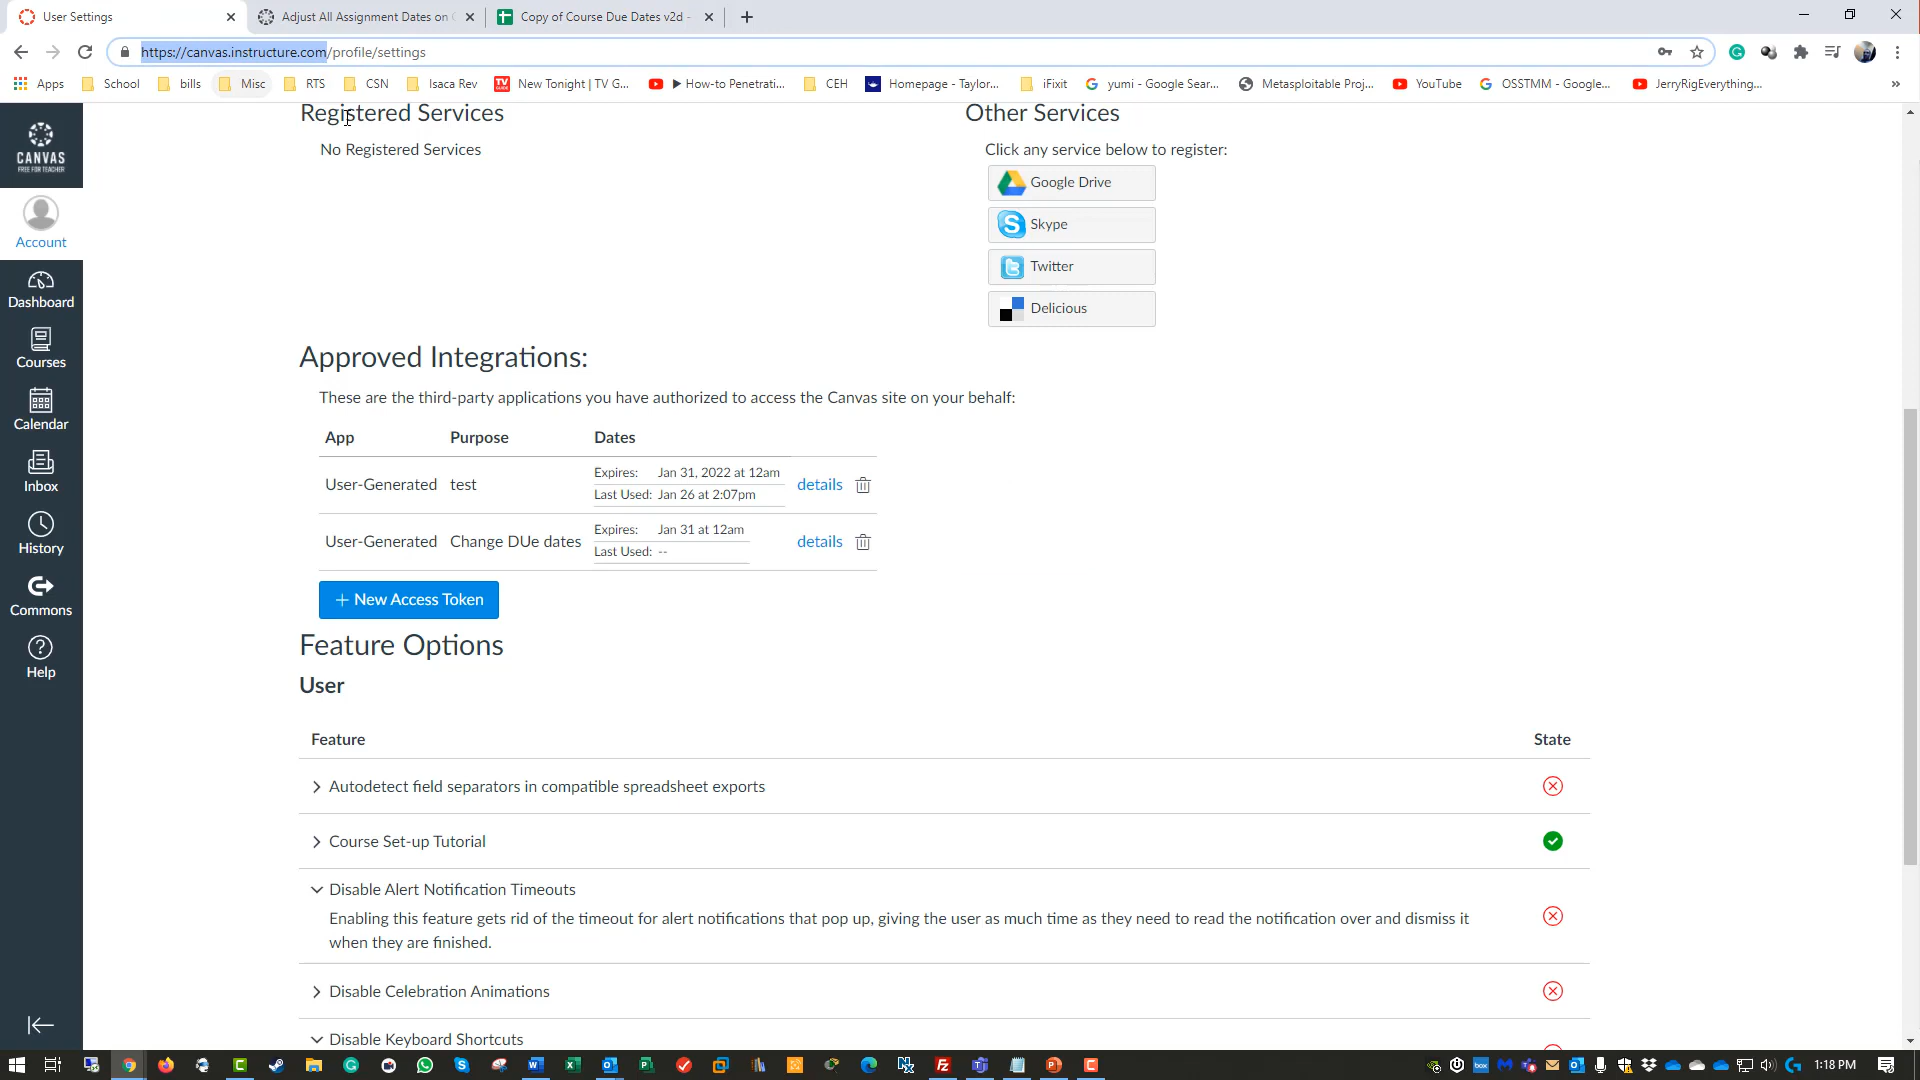 User Settings
Adjust All Assignment Dates on
Copy of Course Due Dates v2d -
https://canvas.instructure.com/profile/settings
Apps
School
bills
Misc
RTS
CSN
Isaca Rev
New Tonight | TV G...
▶ How-to Penetrati...
CEH
Homepage - Taylor...
iFixit
yumi - Google Sear...
Metasploitable Proj...
YouTube
OSSTMM - Google...
JerryRigEverything...
»
CANVAS
FREE FOR TEACHER
Account
Dashboard
Courses
Calendar
Inbox
History
Commons
Help
Registered Services
No Registered Services
Other Services
Click any service below to register:
Google Drive
Skype
Twitter
Delicious
Approved Integrations:
These are the third-party applications you have authorized to access the Canvas site on your behalf:
App Purpose Dates
User-Generated test Expires: Jan 31, 2022 at 12am details
Last Used: Jan 26 at 2:07pm
User-Generated Change DUe dates Expires: Jan 31 at 12am details
Last Used: --
+ New Access Token
Feature Options
User
Feature State
Autodetect field separators in compatible spreadsheet exports
Course Set-up Tutorial
Disable Alert Notification Timeouts
Enabling this feature gets rid of the timeout for alert notifications that pop up, giving the user as much time as they need to read the notification over and dismiss it
when they are finished.
Disable Celebration Animations
Disable Keyboard Shortcuts
1:18 PM